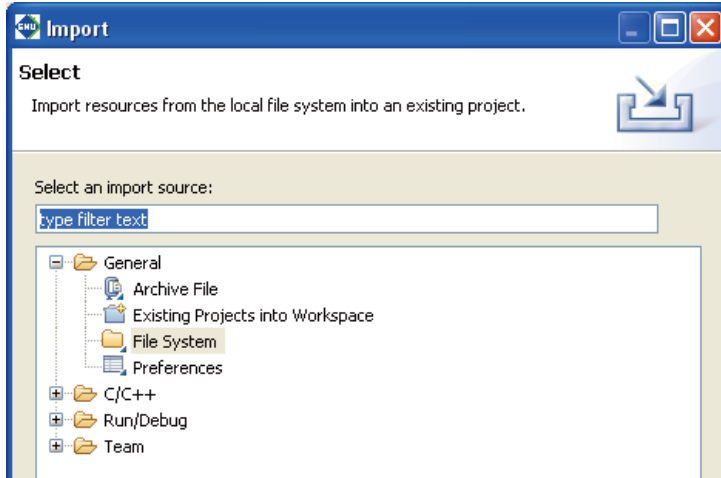 Import
Select
Import resources from the local file system into an existing project.
Select an import source:
type filter text
General
Archive File
Existing Projects into Workspace
File System
Preferences
C/C++
Run/Debug
Team